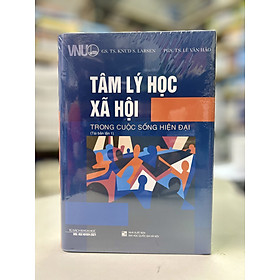 VNU
GS. TS. KNUD S. LARSEN
PGS. TS. LÊ VĂN HẢO
TÂM LÝ HỌC
XÃ HỘI
TRONG CUỘC SỐNG HIỆN ĐẠI
(Tái bản lần 1)